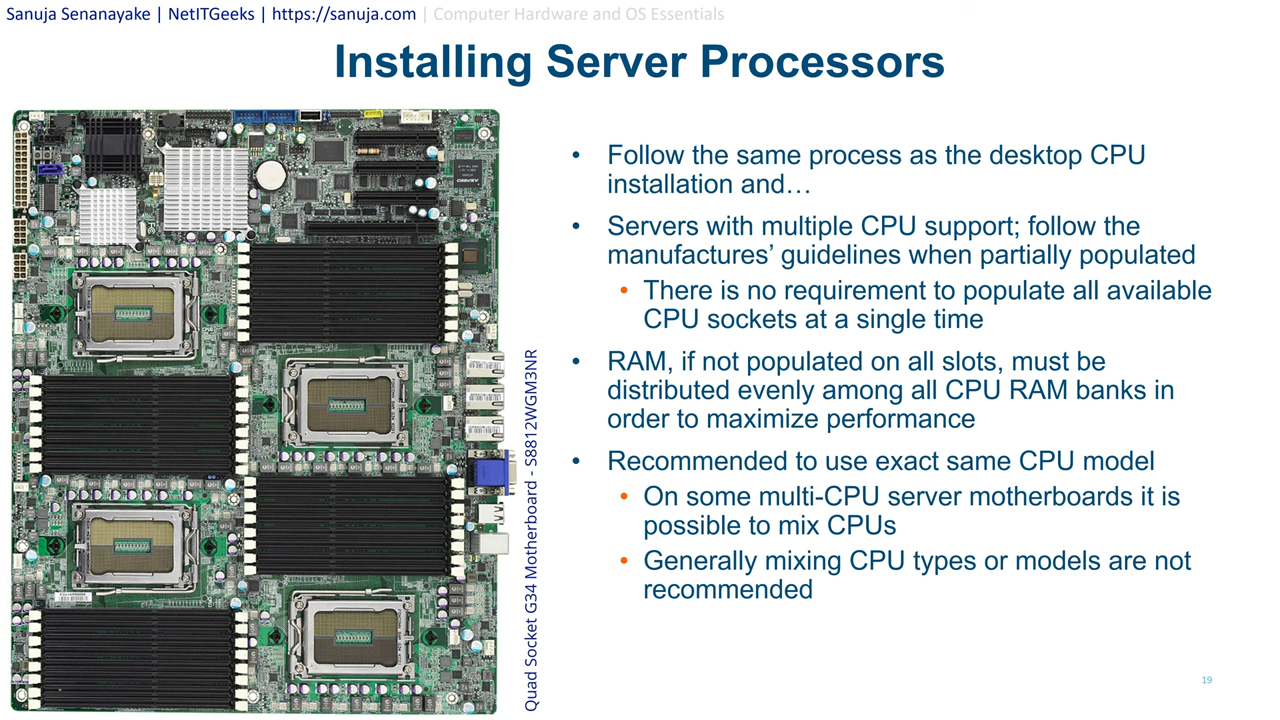 Sanuja Senanayake | NetITGeeks | https://sanuja.com | Computer Hardware and OS Essentials
Installing Server Processors
• Follow the same process as the desktop CPU
installation and…
• Servers with multiple CPU support; follow the
manufactures’ guidelines when partially populated
• There is no requirement to populate all available
CPU sockets at a single time
• RAM, if not populated on all slots, must be
distributed evenly among all CPU RAM banks in
order to maximize performance
• Recommended to use exact same CPU model
• On some multi-CPU server motherboards it is
possible to mix CPUs
• Generally mixing CPU types or models are not
recommended
Quad Socket G34 Motherboard - S8812WGM3NR
19